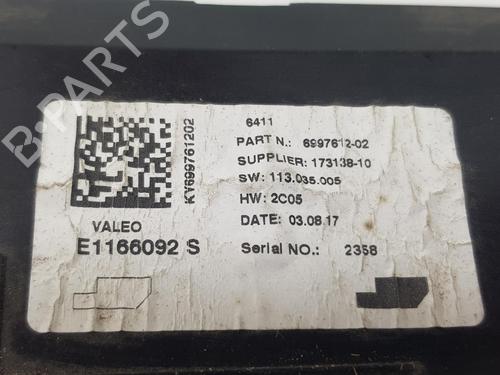 6411
PART N.: 6997612-02
SUPPLIER: 173138-10
SW: 113.035.005
HW: 2C05
DATE: 03.08.17
Serial NO.: 2358
KY699761202
VALEO
E1166092 S
B-PARTS